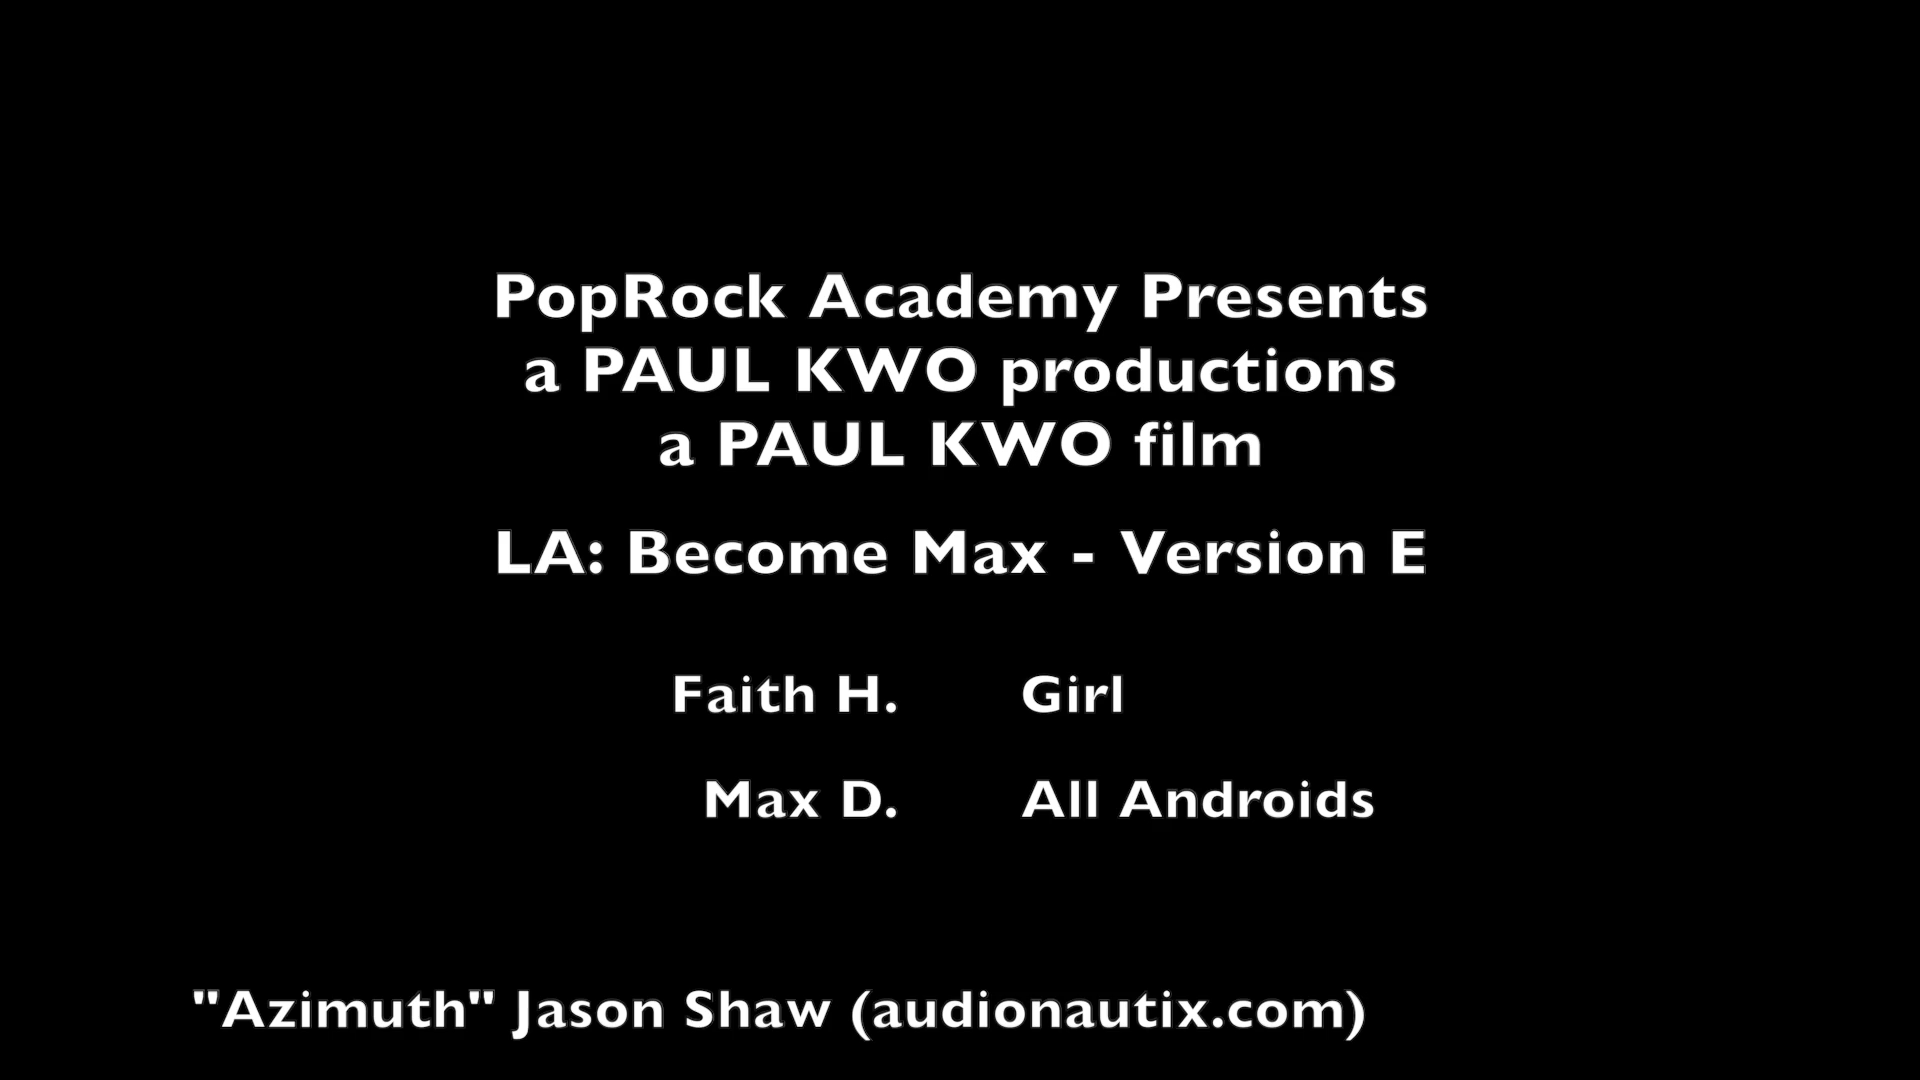 PopRock Academy Presents
a PAUL KWO productions
a PAUL KWO film
LA: Become Max - Version E
Faith H. Girl
Max D. All Androids
"Azimuth" Jason Shaw (audionautix.com)